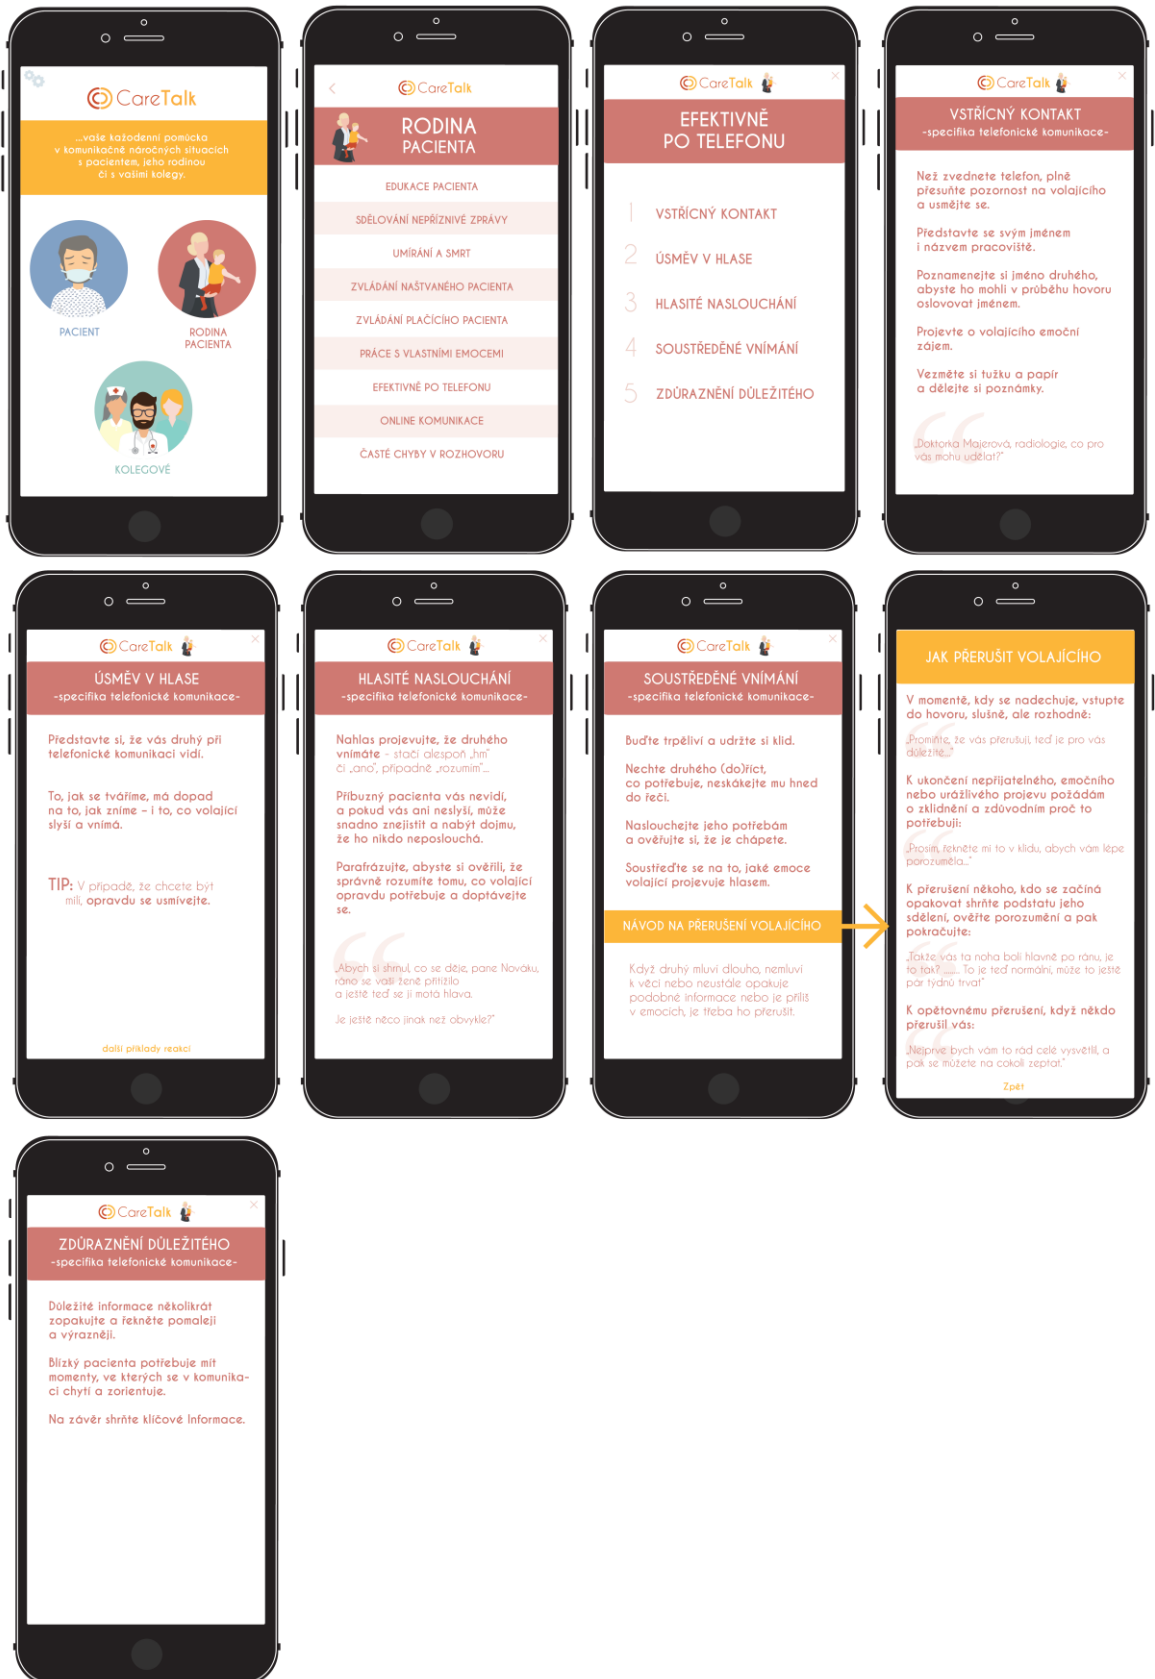 CareTalk
...vaše každodenní pomůcka
v komunikačně náročných situacích
s pacientem, jeho rodinou
či s vašimi kolegy.
PACIENT
RODINA
PACIENTA
KOLEGOVÉ
CareTalk
RODINA
PACIENTA
EDUKACE PACIENTA
SDĚLOVÁNÍ NEPŘÍZNIVÉ ZPRÁVY
UMÍRÁNÍ A SMRT
ZVLÁDÁNÍ NAŠTVANÉHO PACIENTA
ZVLÁDÁNÍ PLAČÍCÍHO PACIENTA
PRÁCE S VLASTNÍMI EMOCEMI
EFEKTIVNĚ PO TELEFONU
ONLINE KOMUNIKACE
ČASTÉ CHYBY V ROZHOVORU
CareTalk
EFEKTIVNĚ
PO TELEFONU
1 VSTŘÍCNÝ KONTAKT
2 ÚSMĚV V HLASE
3 HLASITÉ NASLOUCHÁNÍ
4 SOUSTŘEDĚNÉ VNÍMÁNÍ
5 ZDŮRAZNĚNÍ DŮLEŽITÉHO
CareTalk
VSTŘÍCNÝ KONTAKT
-specifika telefonické komunikace-
Než zvednete telefon, plně
přesuňte pozornost na volajícího
a usmějte se.
Představte se svým jménem
i názvem pracoviště.
Poznamenejte si jméno druhého,
abyste ho mohli v průběhu hovoru
oslovovat jménem.
Projevte o volajícího emoční
zájem.
Vezměte si tužku a papír
a dělejte si poznámky.
„Doktorka Majerová, radiologie, co pro
vás mohu udělat?"
CareTalk
ÚSMĚV V HLASE
-specifika telefonické komunikace-
Představte si, že vás druhý při
telefonické komunikaci vidí.
To, jak se tváříme, má dopad
na to, jak zníme – i to, co volající
slyší a vnímá.
TIP: V případě, že chcete být
milí, opravdu se usmívejte.
další příklady reakcí
CareTalk
HLASITÉ NASLOUCHÁNÍ
-specifika telefonické komunikace-
Nahlas projevujte, že druhého
vnímáte - stačí alespoň „hm"
či „ano", případně „rozumím"...
Příbuzný pacienta vás nevidí,
a pokud vás ani neslyší, může
snadno znejistit a nabýt dojmu,
že ho nikdo neposlouchá.
Parafrázujte, abyste si ověřili, že
správně rozumíte tomu, co volající
opravdu potřebuje a doptávejte
se.
„Abych si shrnul, co se děje, pane Nováku,
ráno se vaší ženě přitížilo
a ještě teď se jí motá hlava.
Je ještě něco jinak než obvykle?"
CareTalk
SOUSTŘEDĚNÉ VNÍMÁNÍ
-specifika telefonické komunikace-
Buďte trpěliví a udržte si klid.
Nechte druhého (do)říct,
co potřebuje, neskákejte mu hned
do řeči.
Naslouchejte jeho potřebám
a ověřujte si, že je chápete.
Soustřeďte se na to, jaké emoce
volající projevuje hlasem.
NÁVOD NA PŘERUŠENÍ VOLAJÍCÍHO
Když druhý mluví dlouho, nemluví
k věci nebo neustále opakuje
podobné informace nebo je příliš
v emocích, je třeba ho přerušit.
JAK PŘERUŠIT VOLAJÍCÍHO
V momentě, kdy se nadechuje, vstupte
do hovoru, slušně, ale rozhodně:
„Promiňte, že vás přerušuji, teď je pro vás
důležité..."
K ukončení nepřijatelného, emočního
nebo urážlivého projevu požádám
o zklidnění a zdůvodním proč to
potřebuji:
„Prosím, řekněte mi to v klidu, abych vám lépe
porozuměla..."
K přerušení někoho, kdo se začíná
opakovat shrňte podstatu jeho
sdělení, ověřte porozumění a pak
pokračujte:
„Takže vás ta noha bolí hlavně po ránu, je
to tak? ....... To je teď normální, může to ještě
pár týdnů trvat"
K opětovnému přerušení, když někdo
přerušil vás:
„Nejprve bych vám to rád celé vysvětlil, a
pak se můžete na cokoli zeptat."
Zpět
CareTalk
ZDŮRAZNĚNÍ DŮLEŽITÉHO
-specifika telefonické komunikace-
Důležité informace několikrát
zopakujte a řekněte pomaleji
a výrazněji.
Blízký pacienta potřebuje mít
momenty, ve kterých se v komunika-
ci chytí a zorientuje.
Na závěr shrňte klíčové Informace.